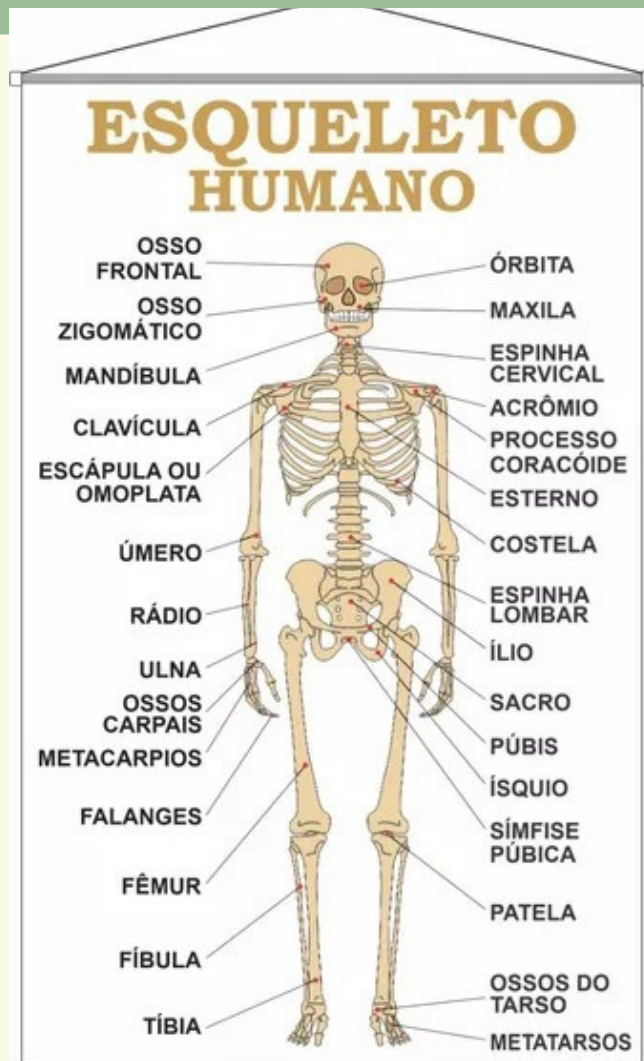 ESQUELETO
HUMANO
OSSO
FRONTAL
OSSO
ZIGOMÁTICO
MANDÍBULA
CLAVÍCULA
ESCÁPULA OU
OMOPLATA
ÚMERO
RÁDIO
ULNA
OSSOS
CARPAIS
METACARPIOS
FALANGES
FÊMUR
FÍBULA
TÍBIA
ÓRBITA
MAXILA
ESPINHA
CERVICAL
ACRÔMIO
PROCESSO
CORACÓIDE
ESTERNO
COSTELA
ESPINHA
LOMBAR
ÍLIO
SACRO
PÚBIS
ÍSQUIO
SÍMFISE
PÚBICA
PATELA
OSSOS DO
TARSO
METATARSOS